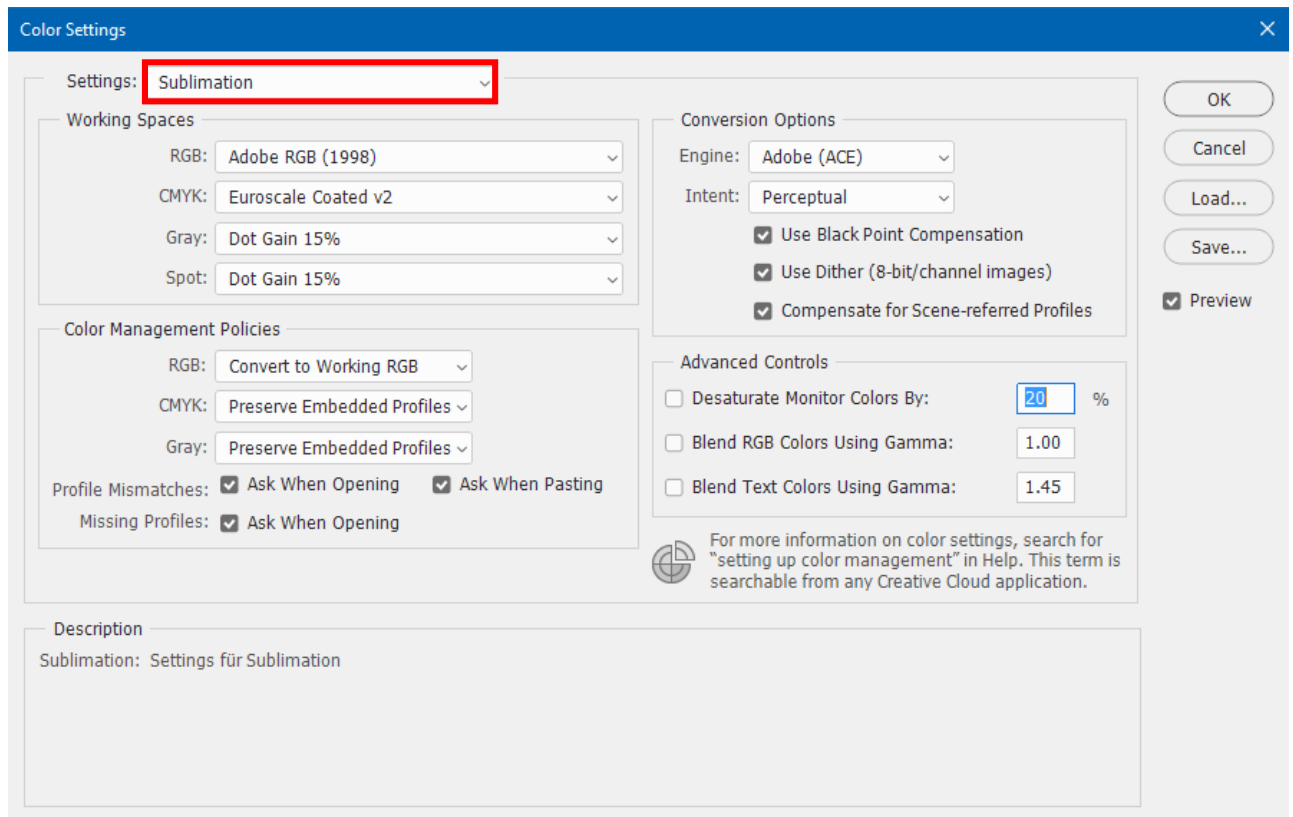 Color Settings
Settings: Sublimation
Working Spaces
RGB: Adobe RGB (1998)
CMYK: Euroscale Coated v2
Gray: Dot Gain 15%
Spot: Dot Gain 15%
Color Management Policies
RGB: Convert to Working RGB
CMYK: Preserve Embedded Profiles
Gray: Preserve Embedded Profiles
Profile Mismatches: Ask When Opening Ask When Pasting
Missing Profiles: Ask When Opening
Conversion Options
Engine: Adobe (ACE)
Intent: Perceptual
Use Black Point Compensation
Use Dither (8-bit/channel images)
Compensate for Scene-referred Profiles
Advanced Controls
Desaturate Monitor Colors By: 20 %
Blend RGB Colors Using Gamma: 1.00
Blend Text Colors Using Gamma: 1.45
For more information on color settings, search for
“setting up color management” in Help. This term is
searchable from any Creative Cloud application.
OK
Cancel
Load...
Save...
Preview
Description
Sublimation: Settings für Sublimation